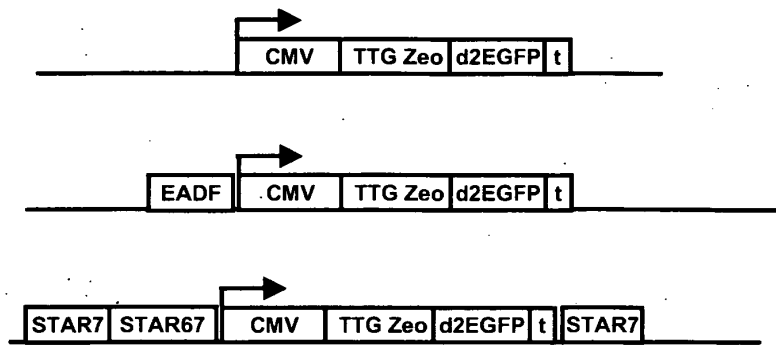 CMV TTG Zeo d2EGFP t
EADF CMV TTG Zeo d2EGFP t
STAR7 STAR67 CMV TTG Zeo d2EGFP t STAR7